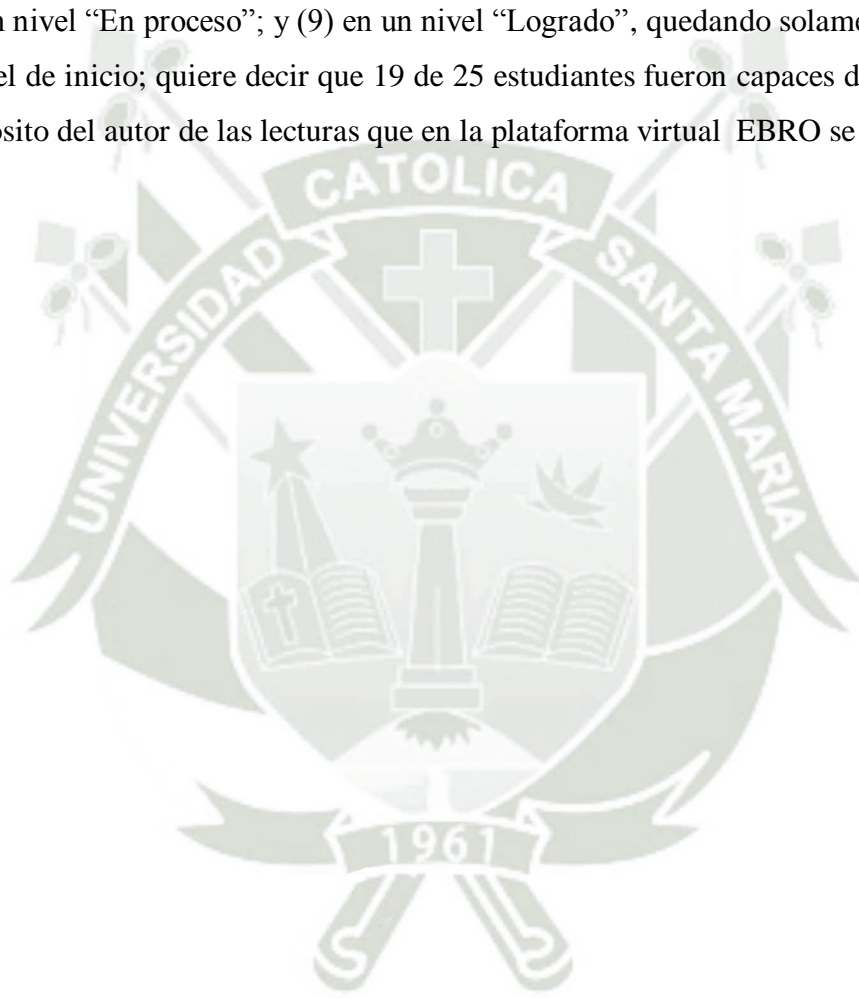 nivel “En proceso”; y (9) en un nivel “Logrado”, quedando solame
el de inicio; quiere decir que 19 de 25 estudiantes fueron capaces d
sito del autor de las lecturas que en la plataforma virtual EBRO se
UNIVERSIDAD CATOLICA SANTA MARIA
1961